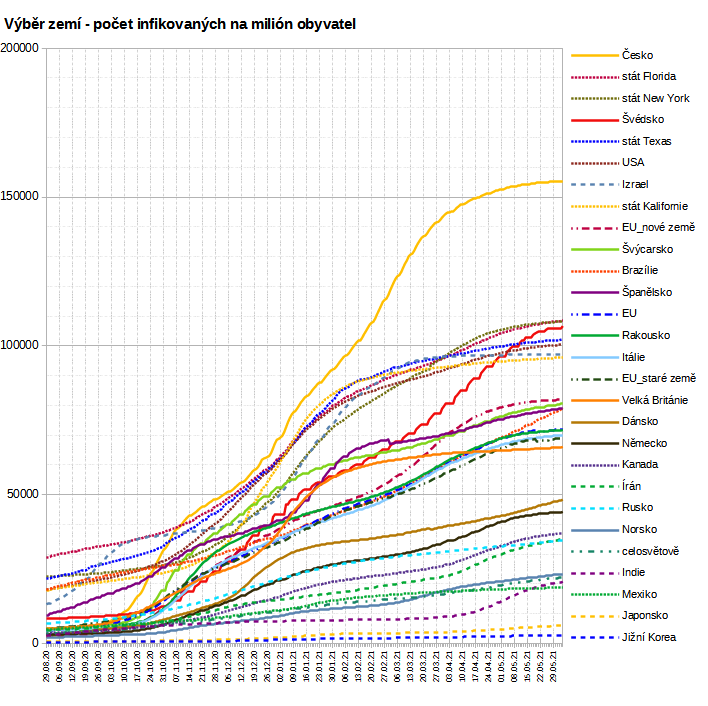 Výběr zemí - počet infikovaných na milión obyvatel
200000
150000
100000
50000
0
29.08.20
06.09.20
12.09.20
19.09.20
29.09.20
03.10.20
10.10.20
17.10.20
24.10.20
31.10.20
07.11.20
14.11.20
21.11.20
28.11.20
05.12.20
12.12.20
20.12.20
26.12.20
02.01.21
09.01.21
16.01.21
23.01.21
30.01.21
06.02.21
13.02.21
20.02.21
27.02.21
06.03.21
13.03.21
20.03.21
27.03.21
03.04.21
10.04.21
17.04.21
24.04.21
01.05.21
08.05.21
15.05.21
22.05.21
29.05.21
Česko
stát Florida
stát New York
Švédsko
stát Texas
USA
Izrael
stát Kalifornie
EU_nové země
Švýcarsko
Brazílie
Španělsko
EU
Rakousko
Itálie
EU_staré země
Velká Británie
Dánsko
Německo
Kanada
Írán
Rusko
Norsko
celosvětově
Indie
Mexiko
Japonsko
Jižní Korea